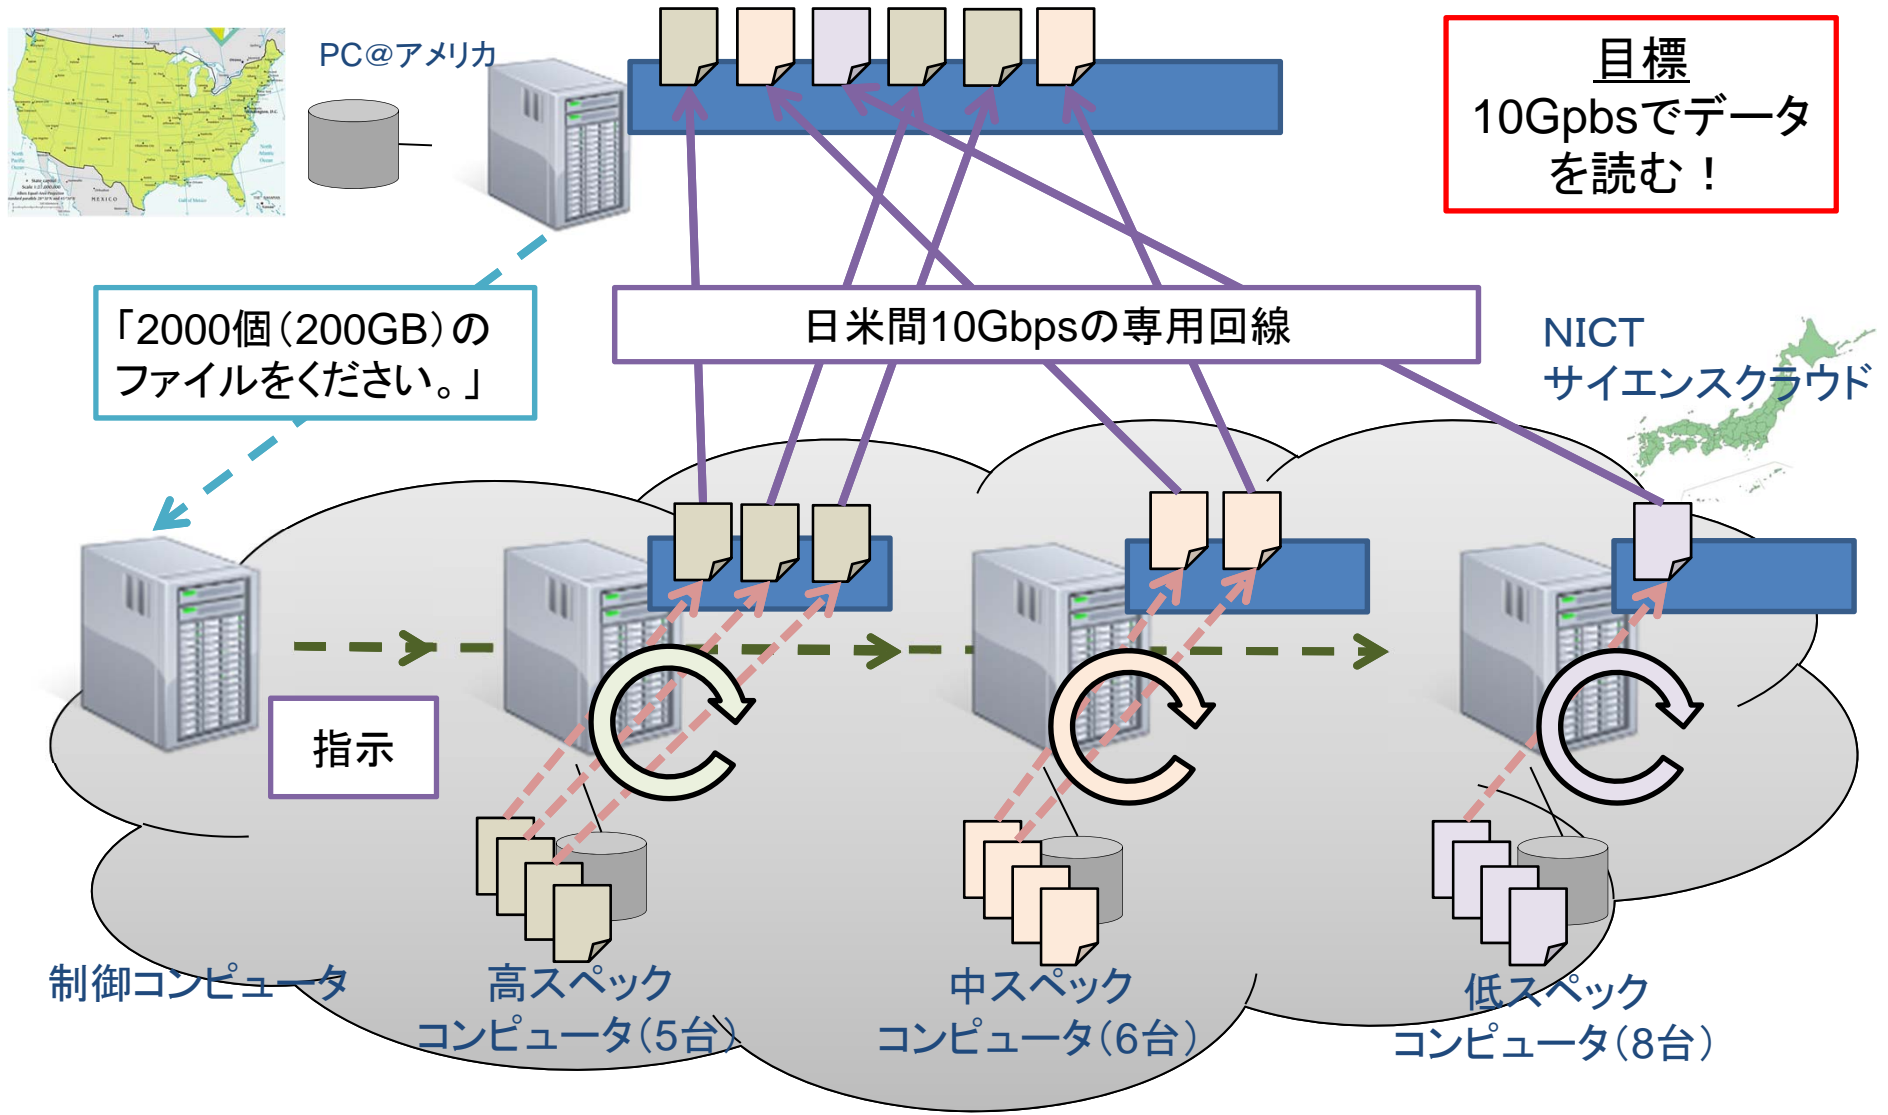 PC@アメリカ
目標
10Gpbsでデータ
を読む！
「2000個（200GB）の
ファイルをください。」
日米間10Gbpsの専用回線
NICT
サイエンスクラウド
指示
制御コンピュータ
高スペック
コンピュータ（5台）
中スペック
コンピュータ（6台）
低スペック
コンピュータ（8台）
MEXICO